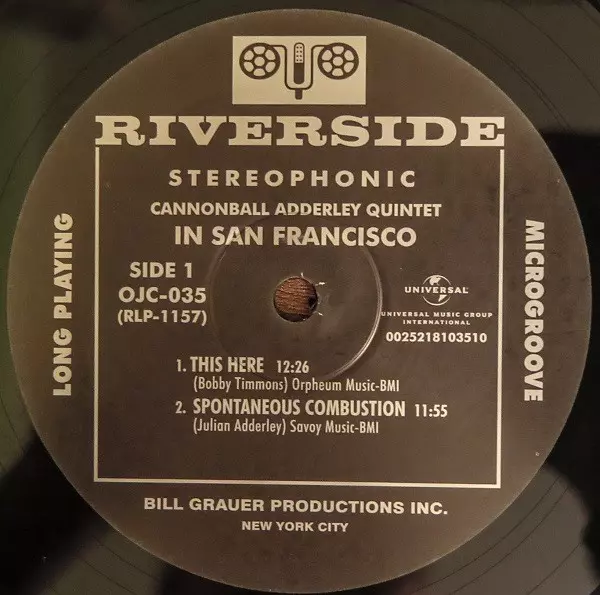 RIVERSIDE
STEREOPHONIC
CANNONBALL ADDERLEY QUINTET
IN SAN FRANCISCO
LONG PLAYING
SIDE 1
OJC-035
(RLP-1157)
UNIVERSAL
UNIVERSAL MUSIC GROUP
INTERNATIONAL
0025218103510
MICROGROOVE
1. THIS HERE 12:26
(Bobby Timmons) Orpheum Music-BMI
2. SPONTANEOUS COMBUSTION 11:55
(Julian Adderley) Savoy Music-BMI
BILL GRAUER PRODUCTIONS INC.
NEW YORK CITY